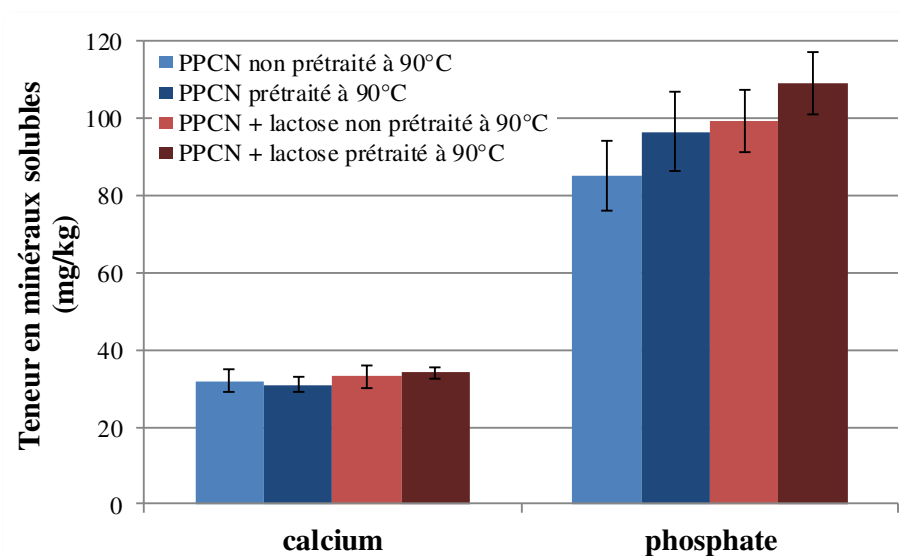 Teneur en minéraux solubles
(mg/kg)
120
100
80
60
40
20
0
PPCN non prétraité à 90°C
PPCN prétraité à 90°C
PPCN + lactose non prétraité à 90°C
PPCN + lactose prétraité à 90°C
calcium
phosphate